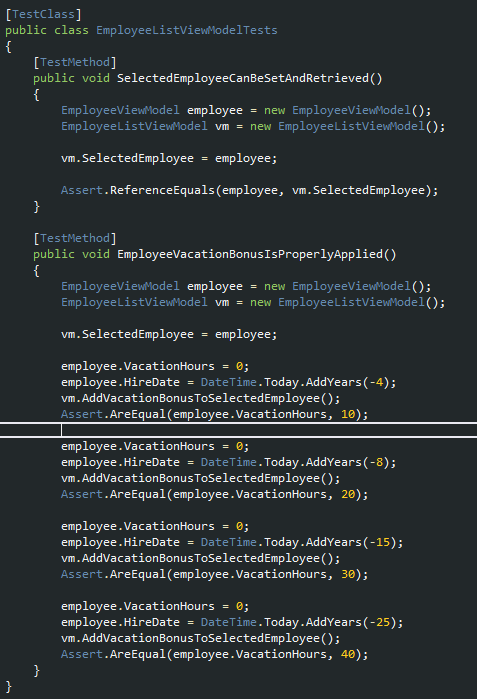 [TestClass]
public class EmployeeListViewModelTests
{
[TestMethod]
public void SelectedEmployeeCanBeSetAndRetrieved()
{
EmployeeViewModel employee = new EmployeeViewModel();
EmployeeListViewModel vm = new EmployeeListViewModel();
vm.SelectedEmployee = employee;
Assert.ReferenceEquals(employee, vm.SelectedEmployee);
}
[TestMethod]
public void EmployeeVacationBonusIsProperlyApplied()
{
EmployeeViewModel employee = new EmployeeViewModel();
EmployeeListViewModel vm = new EmployeeListViewModel();
vm.SelectedEmployee = employee;
employee.VacationHours = 0;
employee.HireDate = DateTime.Today.AddYears(-4);
vm.AddVacationBonusToSelectedEmployee();
Assert.AreEqual(employee.VacationHours, 10);
employee.VacationHours = 0;
employee.HireDate = DateTime.Today.AddYears(-8);
vm.AddVacationBonusToSelectedEmployee();
Assert.AreEqual(employee.VacationHours, 20);
employee.VacationHours = 0;
employee.HireDate = DateTime.Today.AddYears(-15);
vm.AddVacationBonusToSelectedEmployee();
Assert.AreEqual(employee.VacationHours, 30);
employee.VacationHours = 0;
employee.HireDate = DateTime.Today.AddYears(-25);
vm.AddVacationBonusToSelectedEmployee();
Assert.AreEqual(employee.VacationHours, 40);
}
}